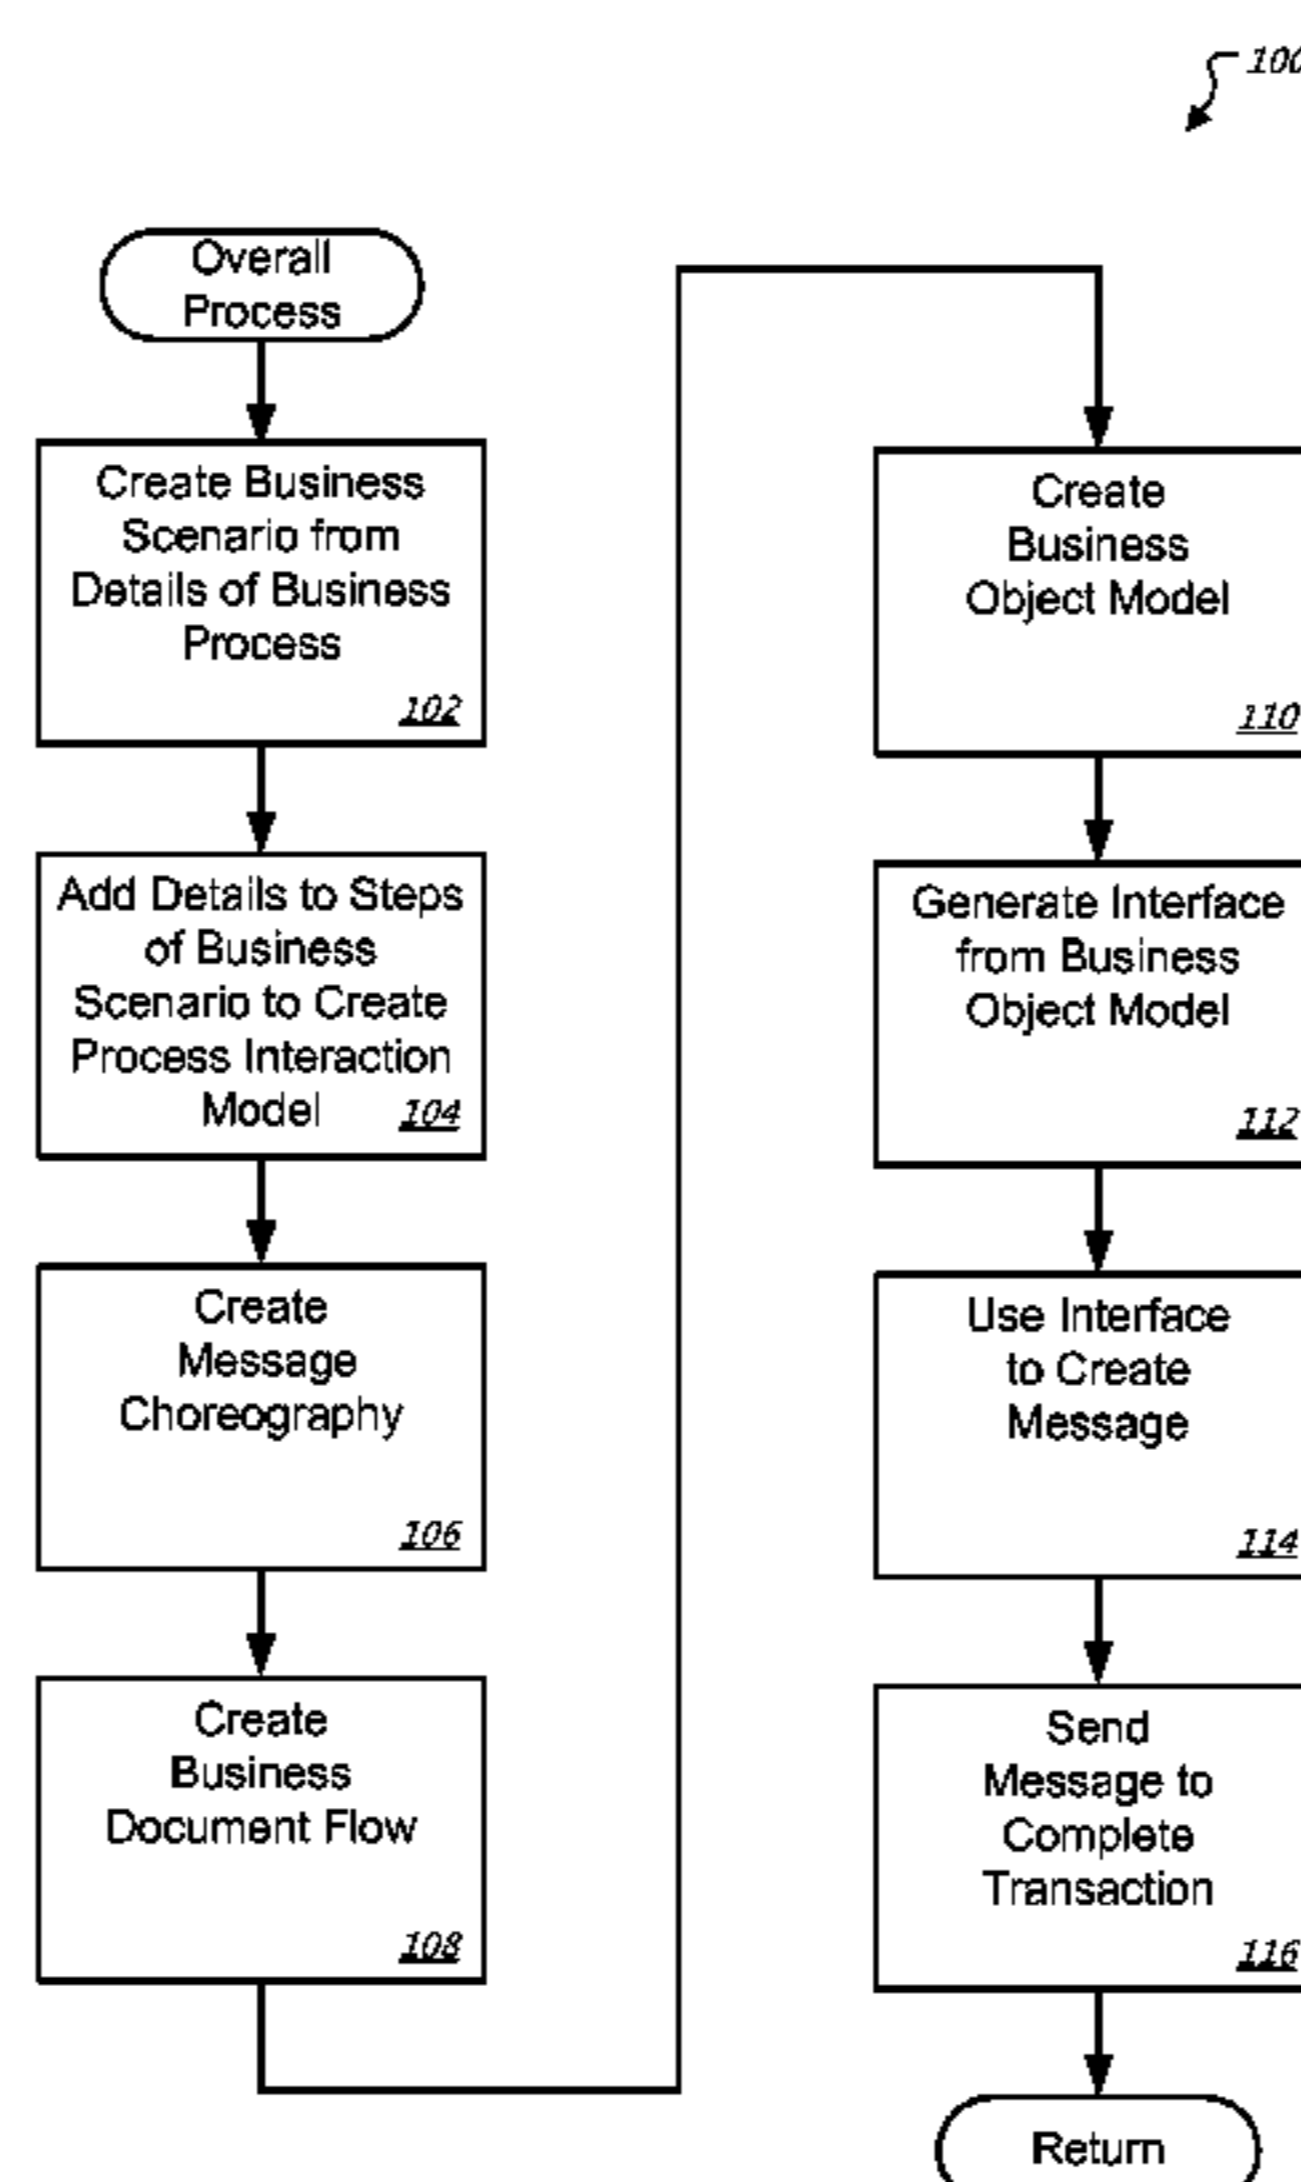 100
Overall
Process
Create Business
Scenario from
Details of Business
Process
102
Add Details to Steps
of Business
Scenario to Create
Process Interaction
Model 104
Create
Message
Choreography
106
Create
Business
Document Flow
108
Create
Business
Object Model
110
Generate Interface
from Business
Object Model
112
Use Interface
to Create
Message
114
Send
Message to
Complete
Transaction
116
Return